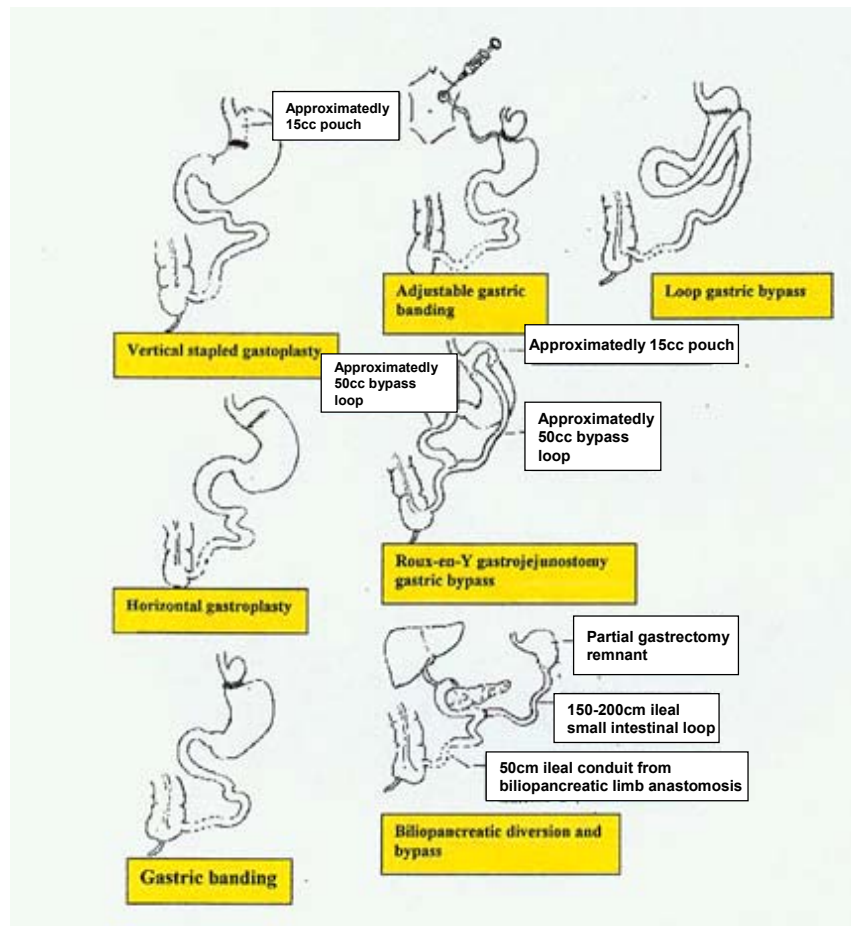 Approximatedly
15cc pouch
Vertical stapled gastoplasty
Adjustable gastric
banding
Loop gastric bypass
Approximatedly 15cc pouch
Approximatedly
50cc bypass
loop
Approximatedly
50cc bypass
loop
Roux-en-Y gastrojejunostomy
gastric bypass
Horizontal gastroplasty
Partial gastrectomy
remnant
150-200cm ileal
small intestinal loop
50cm ileal conduit from
biliopancreatic limb anastomosis
Biliopancreatic diversion and
bypass
Gastric banding